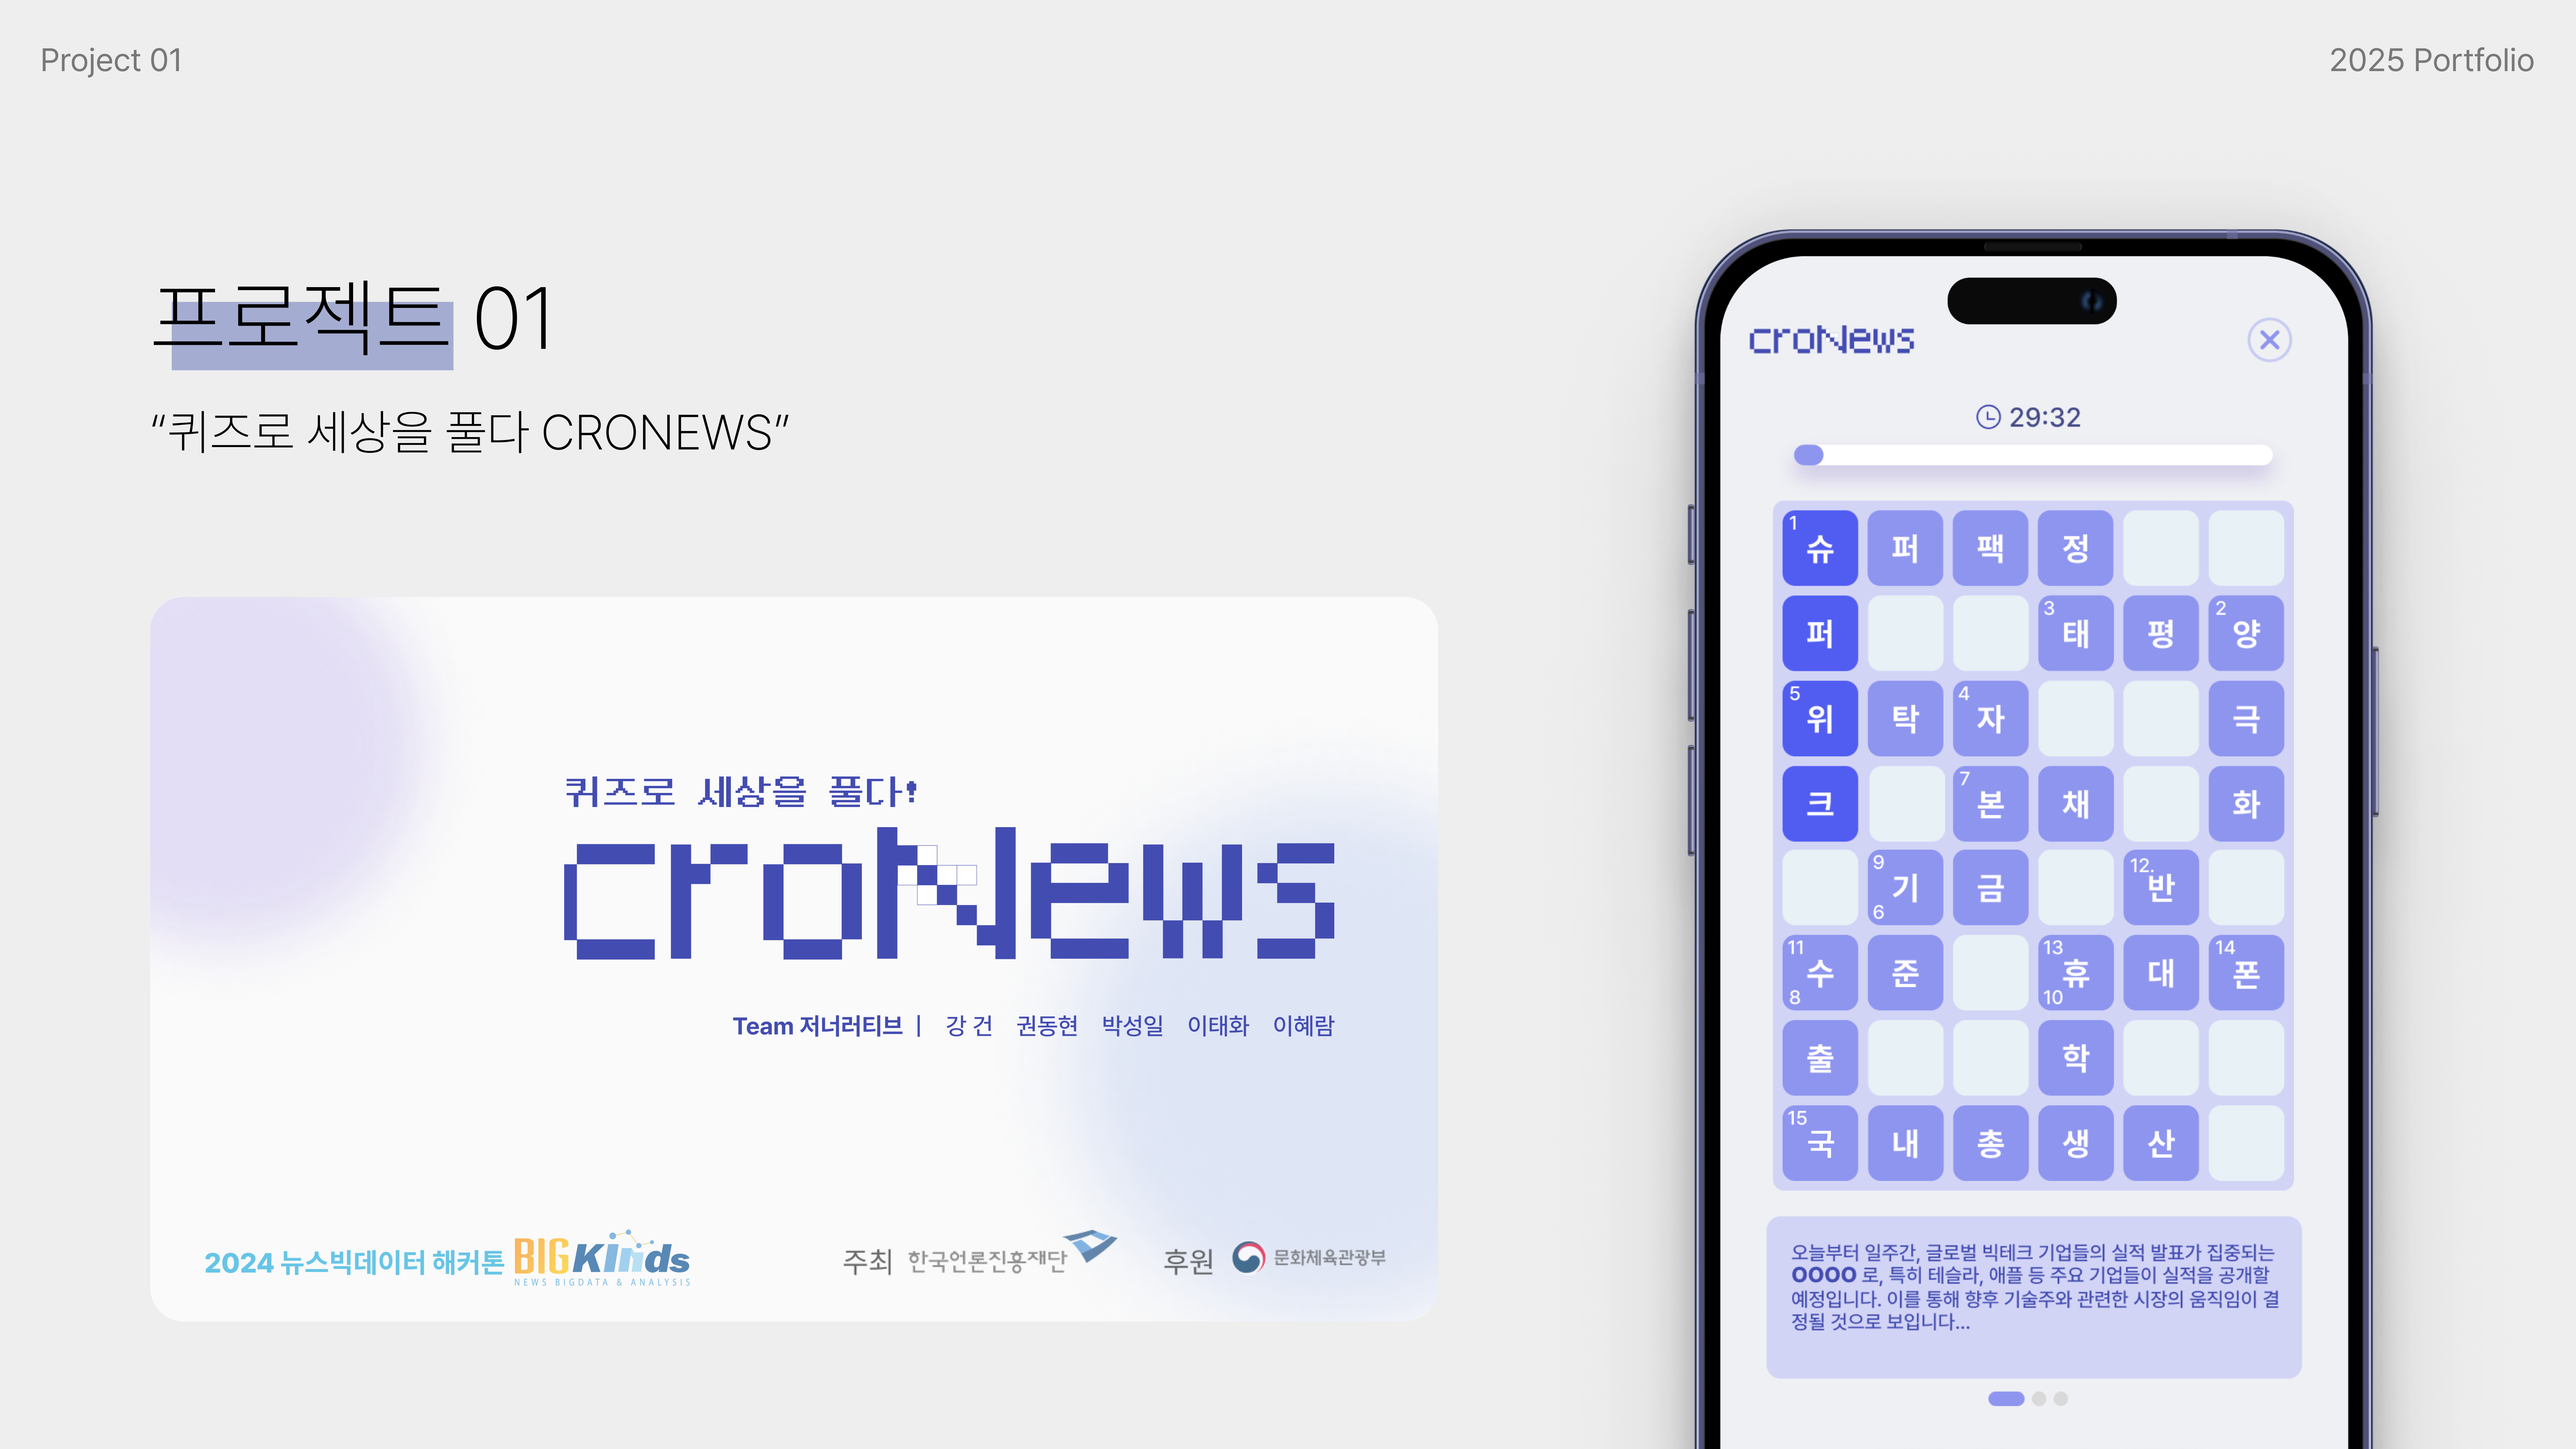 Project 01
2025 Portfolio
프로젝트 01
“퀴즈로 세상을 풀다 CRONEWS”
퀴즈로 세상을 풀다!
croNews
Team 저너러티브 | 강 건 권동현 박성일 이태화 이혜람
2024 뉴스빅데이터 해커톤 BIGKinds
NEWS BIGDATA & ANALYSIS
주최 한국언론진흥재단 후원 문화체육관광부
croNews
29:32
1 슈 퍼 팩 정
퍼 3 태 평 2 양
5 위 탁 4 자 극
크 7 본 채 화
9 6 기 금 12. 반
11 8 수 준 13 10 휴 대 14 폰
출 학
15 국 내 총 생 산
오늘부터 일주간, 글로벌 빅테크 기업들의 실적 발표가 집중되는
OOOO 로, 특히 테슬라, 애플 등 주요 기업들이 실적을 공개할
예정입니다. 이를 통해 향후 기술주와 관련한 시장의 움직임이 결
정될 것으로 보입니다...